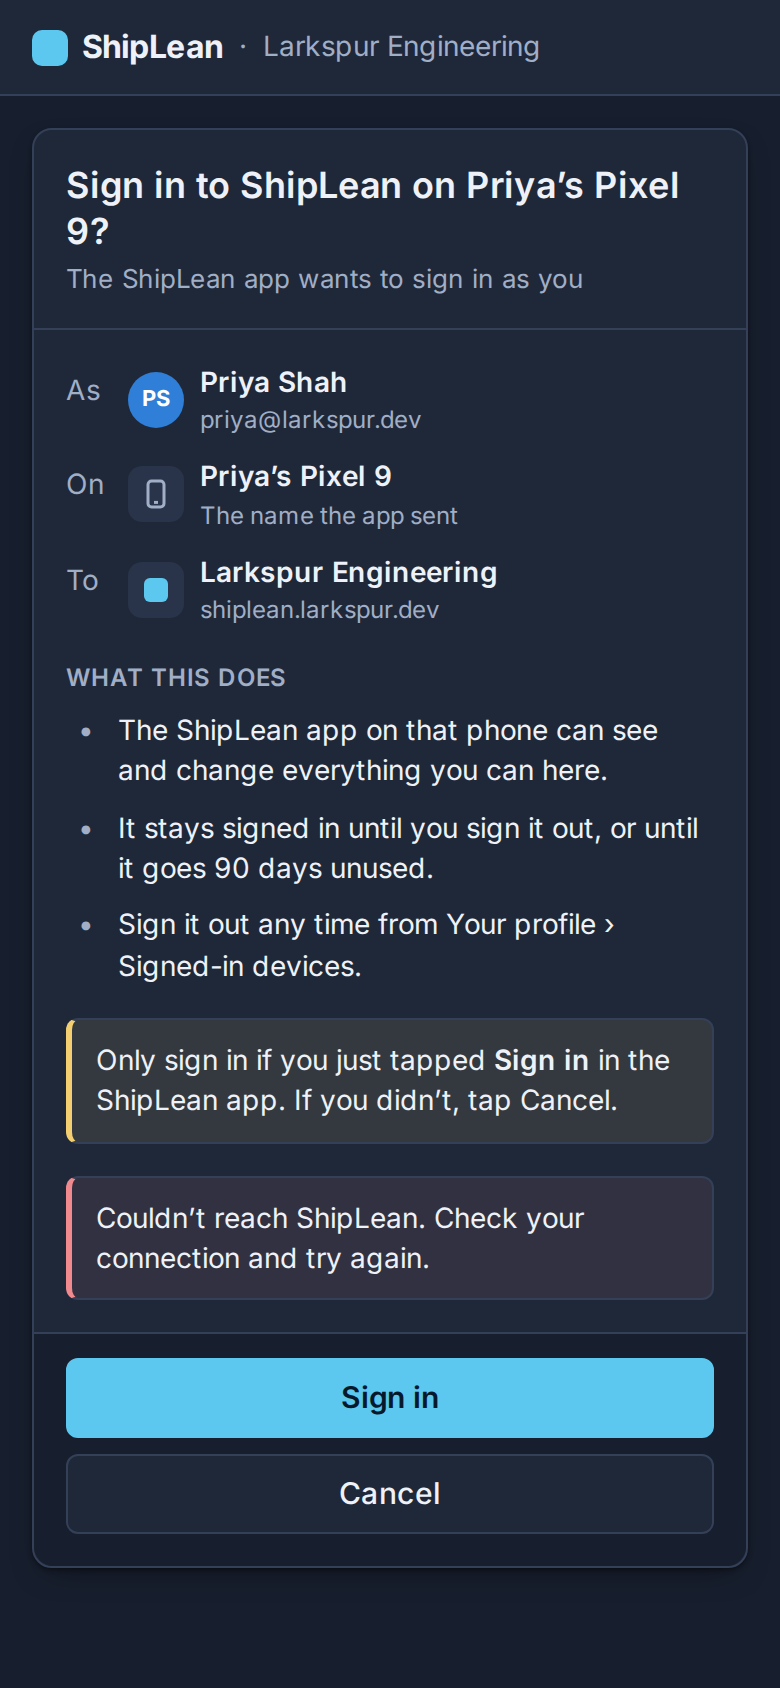 ShipLean · Larkspur Engineering
Sign in to ShipLean on Priya’s Pixel
9?
The ShipLean app wants to sign in as you
As
PS
Priya Shah
priya@larkspur.dev
On
Priya’s Pixel 9
The name the app sent
To
Larkspur Engineering
shiplean.larkspur.dev
WHAT THIS DOES
• The ShipLean app on that phone can see
and change everything you can here.
• It stays signed in until you sign it out, or until
it goes 90 days unused.
• Sign it out any time from Your profile ›
Signed-in devices.
Only sign in if you just tapped Sign in in the
ShipLean app. If you didn’t, tap Cancel.
Couldn’t reach ShipLean. Check your
connection and try again.
Sign in
Cancel